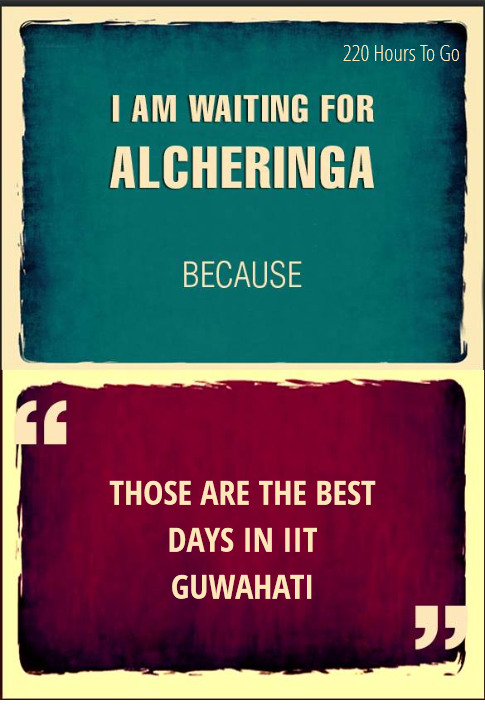 220 Hours To Go
I AM WAITING FOR
ALCHERINGA
BECAUSE
“
THOSE ARE THE BEST
DAYS IN IIT
GUWAHATI
”